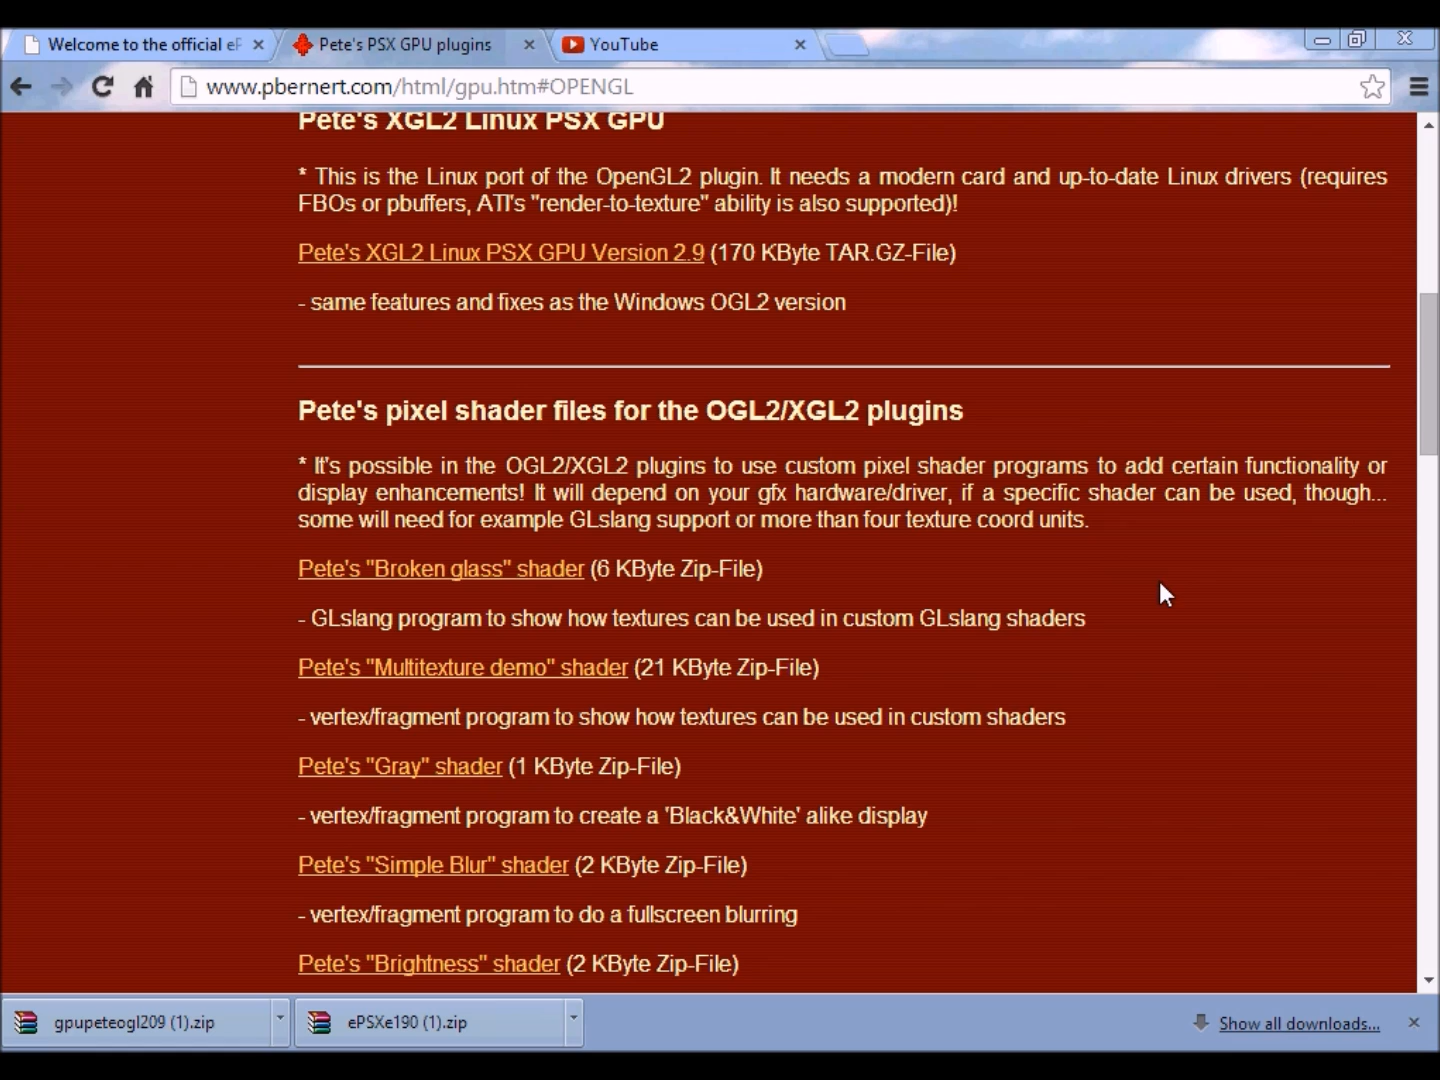 Welcome to the official eP
Pete's PSX GPU plugins
YouTube
www.pbernert.com/html/gpu.htm#OPENGL
Pete's XGL2 Linux PSX GPU
* This is the Linux port of the OpenGL2 plugin. It needs a modern card and up-to-date Linux drivers (requires
FBOs or pbuffers, ATI's "render-to-texture" ability is also supported)!
Pete's XGL2 Linux PSX GPU Version 2.9 (170 KByte TAR.GZ-File)
- same features and fixes as the Windows OGL2 version
Pete's pixel shader files for the OGL2/XGL2 plugins
* It's possible in the OGL2/XGL2 plugins to use custom pixel shader programs to add certain functionality or
display enhancements! It will depend on your gfx hardware/driver, if a specific shader can be used, though...
some will need for example GLslang support or more than four texture coord units.
Pete's "Broken glass" shader (6 KByte Zip-File)
- GLslang program to show how textures can be used in custom GLslang shaders
Pete's "Multitexture demo" shader (21 KByte Zip-File)
- vertex/fragment program to show how textures can be used in custom shaders
Pete's "Gray" shader (1 KByte Zip-File)
- vertex/fragment program to create a 'Black&White' alike display
Pete's "Simple Blur" shader (2 KByte Zip-File)
- vertex/fragment program to do a fullscreen blurring
Pete's "Brightness" shader (2 KByte Zip-File)
gpupeteogl209 (1).zip
ePSXe190 (1).zip
Show all downloads...